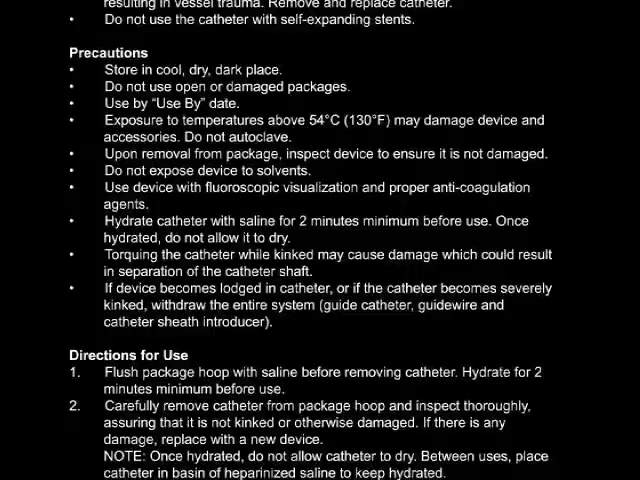 resulting in vessel trauma. Remove and replace catheter.
• Do not use the catheter with self-expanding stents.
Precautions
• Store in cool, dry, dark place.
• Do not use open or damaged packages.
• Use by “Use By” date.
• Exposure to temperatures above 54°C (130°F) may damage device and
accessories. Do not autoclave.
• Upon removal from package, inspect device to ensure it is not damaged.
• Do not expose device to solvents.
• Use device with fluoroscopic visualization and proper anti-coagulation
agents.
• Hydrate catheter with saline for 2 minutes minimum before use. Once
hydrated, do not allow it to dry.
• Torquing the catheter while kinked may cause damage which could result
in separation of the catheter shaft.
• If device becomes lodged in catheter, or if the catheter becomes severely
kinked, withdraw the entire system (guide catheter, guidewire and
catheter sheath introducer).
Directions for Use
1. Flush package hoop with saline before removing catheter. Hydrate for 2
minutes minimum before use.
2. Carefully remove catheter from package hoop and inspect thoroughly,
assuring that it is not kinked or otherwise damaged. If there is any
damage, replace with a new device.
NOTE: Once hydrated, do not allow catheter to dry. Between uses, place
catheter in basin of heparinized saline to keep hydrated.